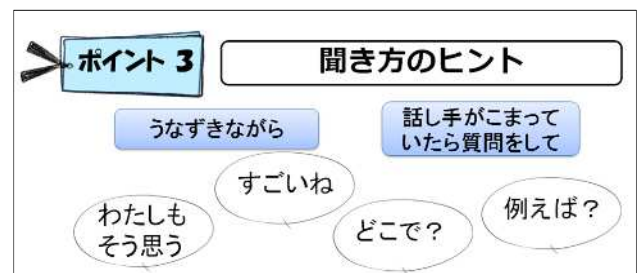 ポイント 3
聞き方のヒント
うなずきながら
話し手がこまって
いたら質問をして
すごいね
わたしも
そう思う
どこで？
例えば？